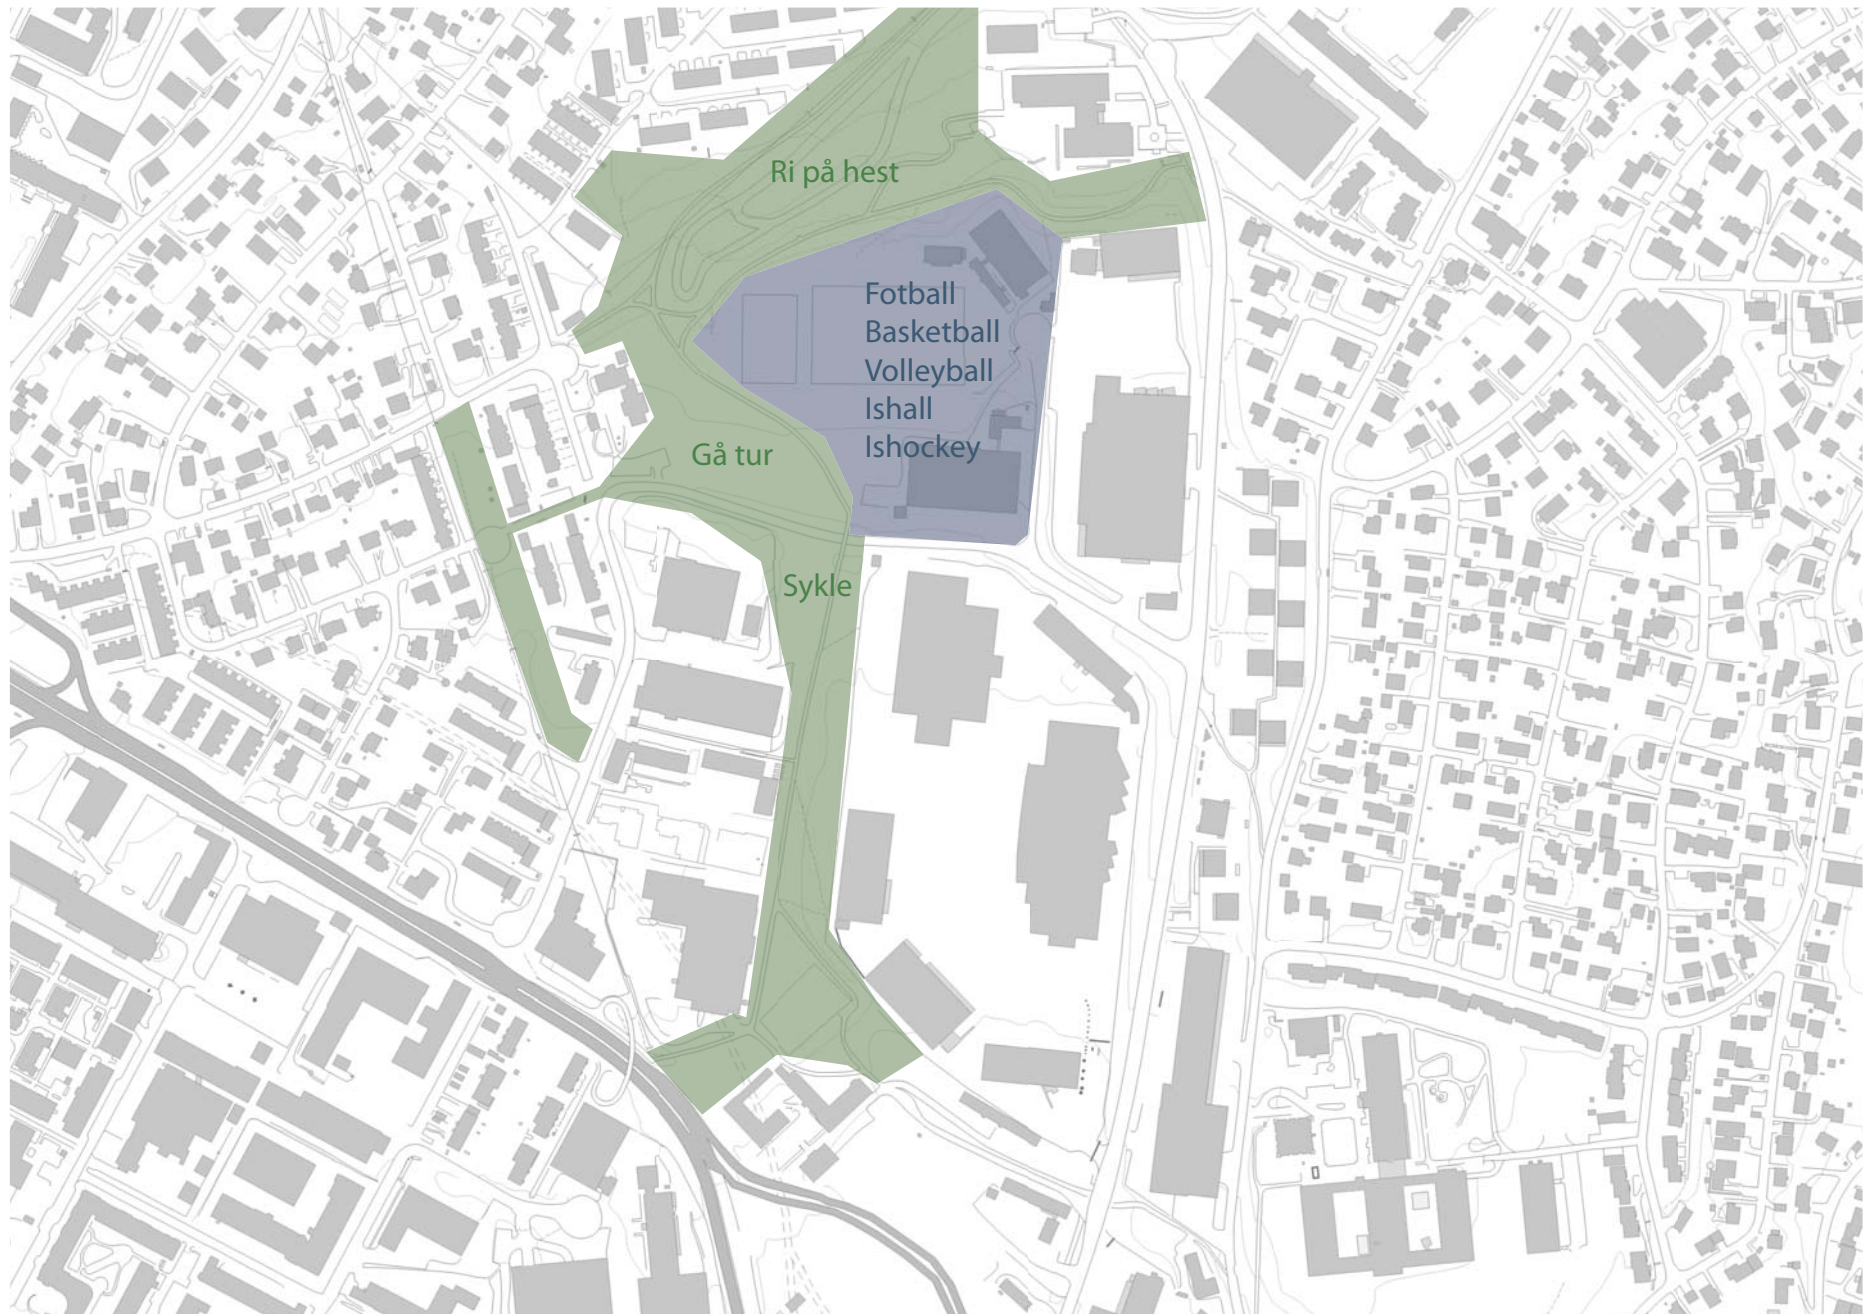 Ri på hest
Fotball
Basketball
Volleyball
Ishall
Ishockey
Gå tur
Sykle